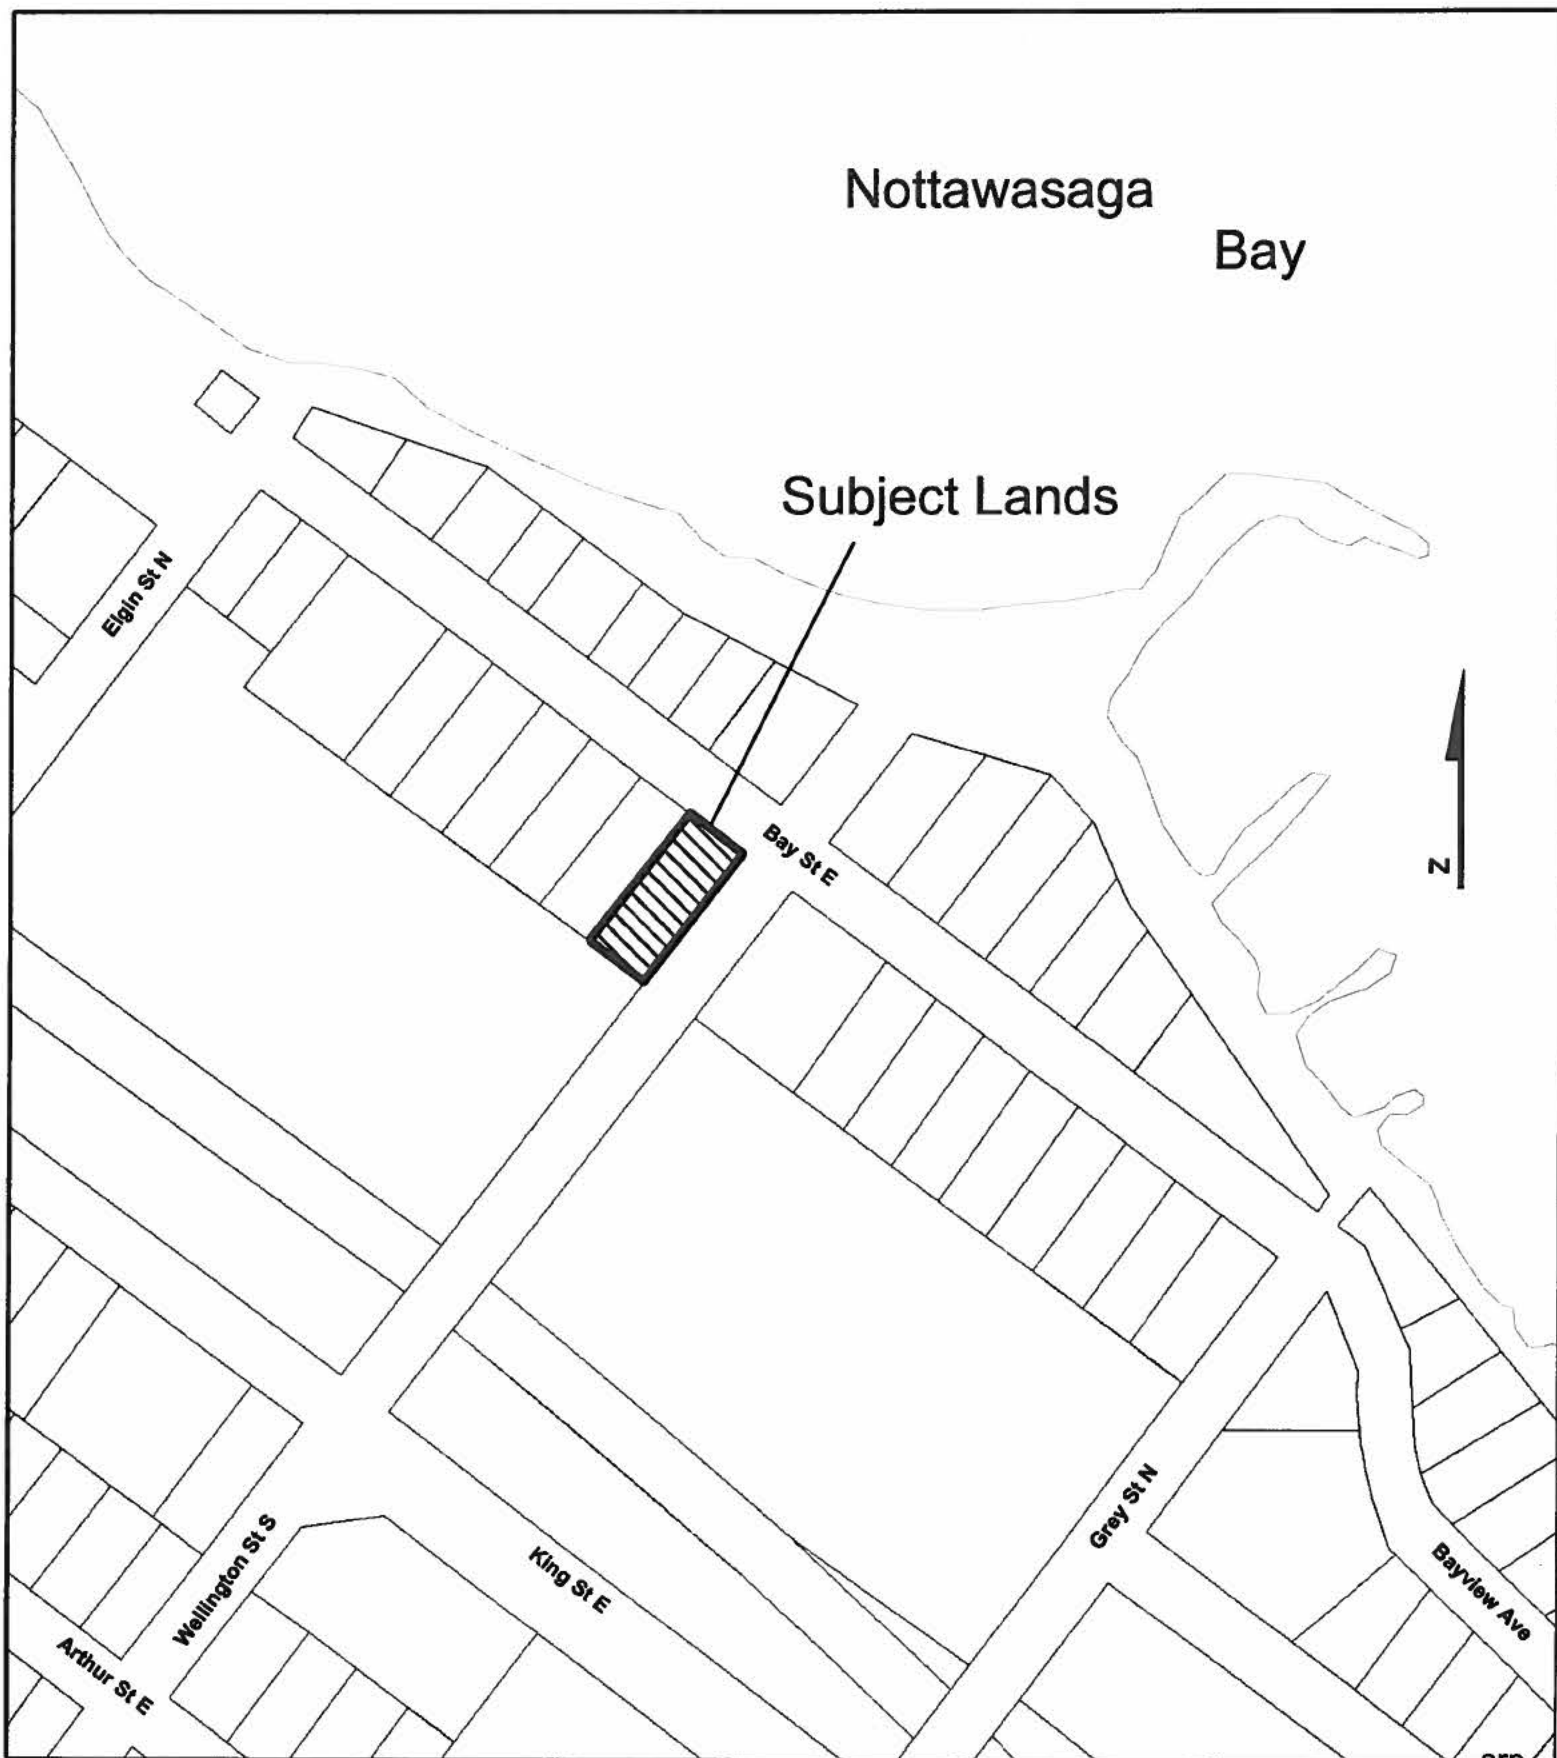 Nottawasaga
Bay
Subject Lands
Elgin St N
Bay St E
N
Grey St N
Wellington St S
King St E
Bayview Ave
Arthur St E